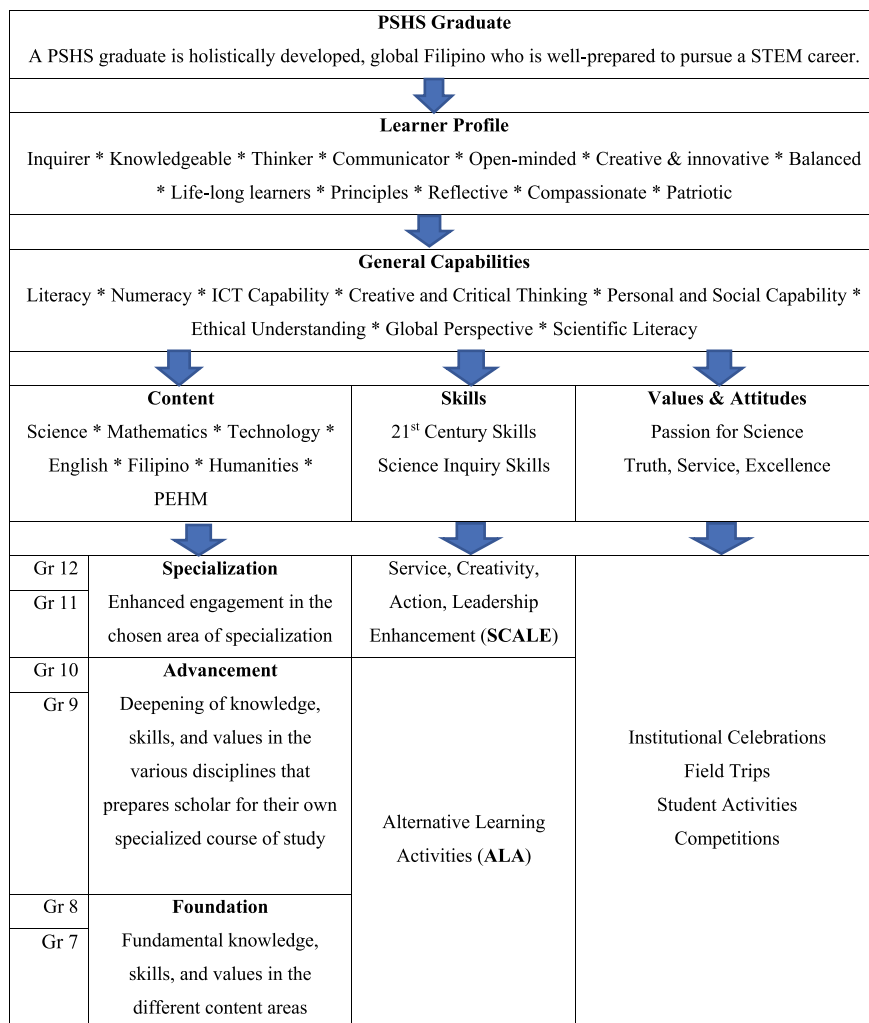 PSHS Graduate
A PSHS graduate is holistically developed, global Filipino who is well-prepared to pursue a STEM career.
Learner Profile
Inquirer * Knowledgeable * Thinker * Communicator * Open-minded * Creative & innovative * Balanced
* Life-long learners * Principles * Reflective * Compassionate * Patriotic
General Capabilities
Literacy * Numeracy * ICT Capability * Creative and Critical Thinking * Personal and Social Capability *
Ethical Understanding * Global Perspective * Scientific Literacy
Content
Science * Mathematics * Technology *
English * Filipino * Humanities *
PEHM
Skills
21st Century Skills
Science Inquiry Skills
Values & Attitudes
Passion for Science
Truth, Service, Excellence
Gr 12
Gr 11
Specialization
Enhanced engagement in the
chosen area of specialization
Service, Creativity,
Action, Leadership
Enhancement (SCALE)
Gr 10
Gr 9
Advancement
Deepening of knowledge,
skills, and values in the
various disciplines that
prepares scholar for their own
specialized course of study
Alternative Learning
Activities (ALA)
Institutional Celebrations
Field Trips
Student Activities
Competitions
Gr 8
Gr 7
Foundation
Fundamental knowledge,
skills, and values in the
different content areas